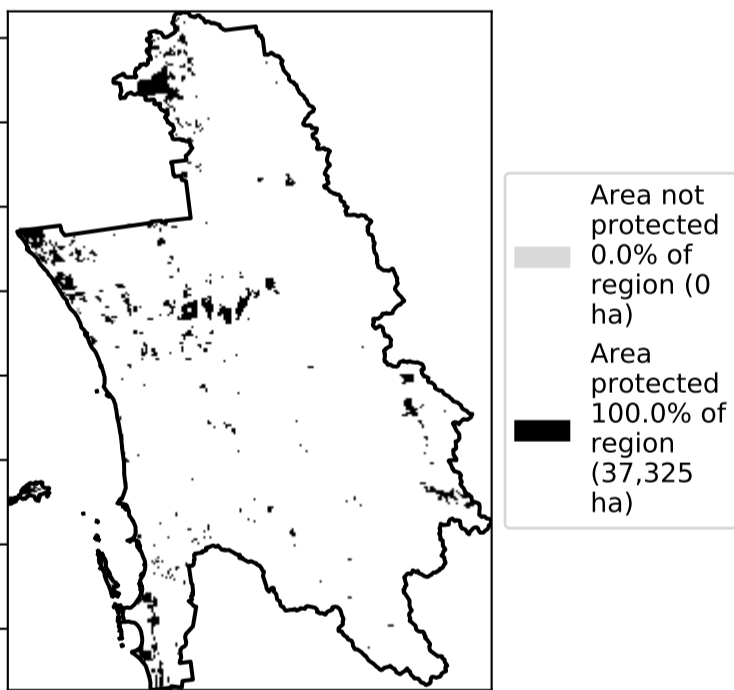 Area not
protected
0.0% of
region (0
ha)
Area
protected
100.0% of
region
(37,325
ha)